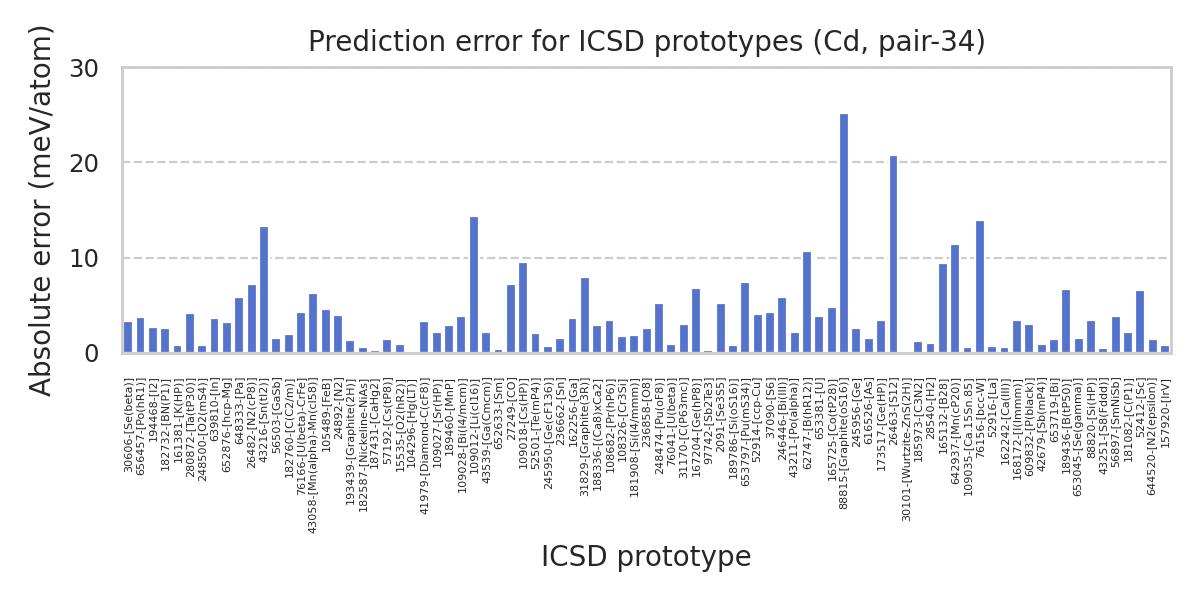 Prediction error for ICSD prototypes (Cd, pair-34)
Absolute error (meV/atom)
30
20
10
0
30606-[Se(beta)]
656457-[Po(hR1)]
194468-[I2]
182732-[BN(P1)]
161381-[K(HP)]
280872-[Ta(tP30)]
248500-[O2(mS4)]
639810-[In]
652876-[hcp-Mg]
648333-[Pa]
26482-[N2(cP8)]
43216-[Sn(tI2)]
56503-[GaSb]
182760-[C(C2/m)]
76166-[U(beta)-CrFe]
43058-[Mn(alpha)-Mn(cI58)]
105489-[FeB]
24892-[N2]
193439-[Graphite(2H)]
182587-[Nickeline-NiAs]
187431-[CaHg2]
57192-[Cs(tP8)]
15535-[O2(hR2)]
104296-[Hg(LT)]
41979-[Diamond-C(cF8)]
109027-[Sr(HP)]
189460-[MnP]
109028-[Bi(I4/mcm)]
109012-[Li(cI16)]
43539-[Ga(Cmcm)]
652633-[Sm]
27249-[CO]
109018-[Cs(HP)]
52501-[Te(mP4)]
245950-[Ge(cF136)]
236662-[Sn]
162256-[Ga]
31829-[Graphite(3R)]
188336-[(Ca8)xCa2]
108682-[Pr(hP6)]
108326-[Cr3Si]
181908-[Si(I4/mmm)]
236858-[O8]
248474-[Pu(oF8)]
76041-[U(beta)]
31170-[C(P63mc)]
167204-[Ge(hP8)]
97742-[Sb2Te3]
2091-[Se3S5]
189786-[Si(oS16)]
653797-[Pu(mS34)]
52914-[ccp-Cu]
37090-[S6]
246446-[Bi(III)]
43211-[Po(alpha)]
62747-[B(hR12)]
653381-[U]
165725-[Co(tP28)]
88815-[Graphite(oS16)]
245956-[Ge]
616526-[As]
173517-[Ge(HP)]
26463-[S12]
30101-[Wurtzite-ZnS(2H)]
185973-[C3N2]
28540-[H2]
165132-[B28]
642937-[Mn(cP20)]
109035-[Ca.15Sn.85]
76156-[bcc-W]
52916-[La]
162242-[Ca(III)]
168172-[I(Immm)]
609832-[P(black)]
42679-[Sb(mP4)]
653719-[Bi]
189436-[B(tP50)]
653045-[Se(gamma)]
88820-[Si(HP)]
43251-[S8(Fddd)]
56897-[SmNiSb]
181082-[C(P1)]
52412-[Sc]
644520-[N2(epsilon)]
157920-[IrV]
ICSD prototype